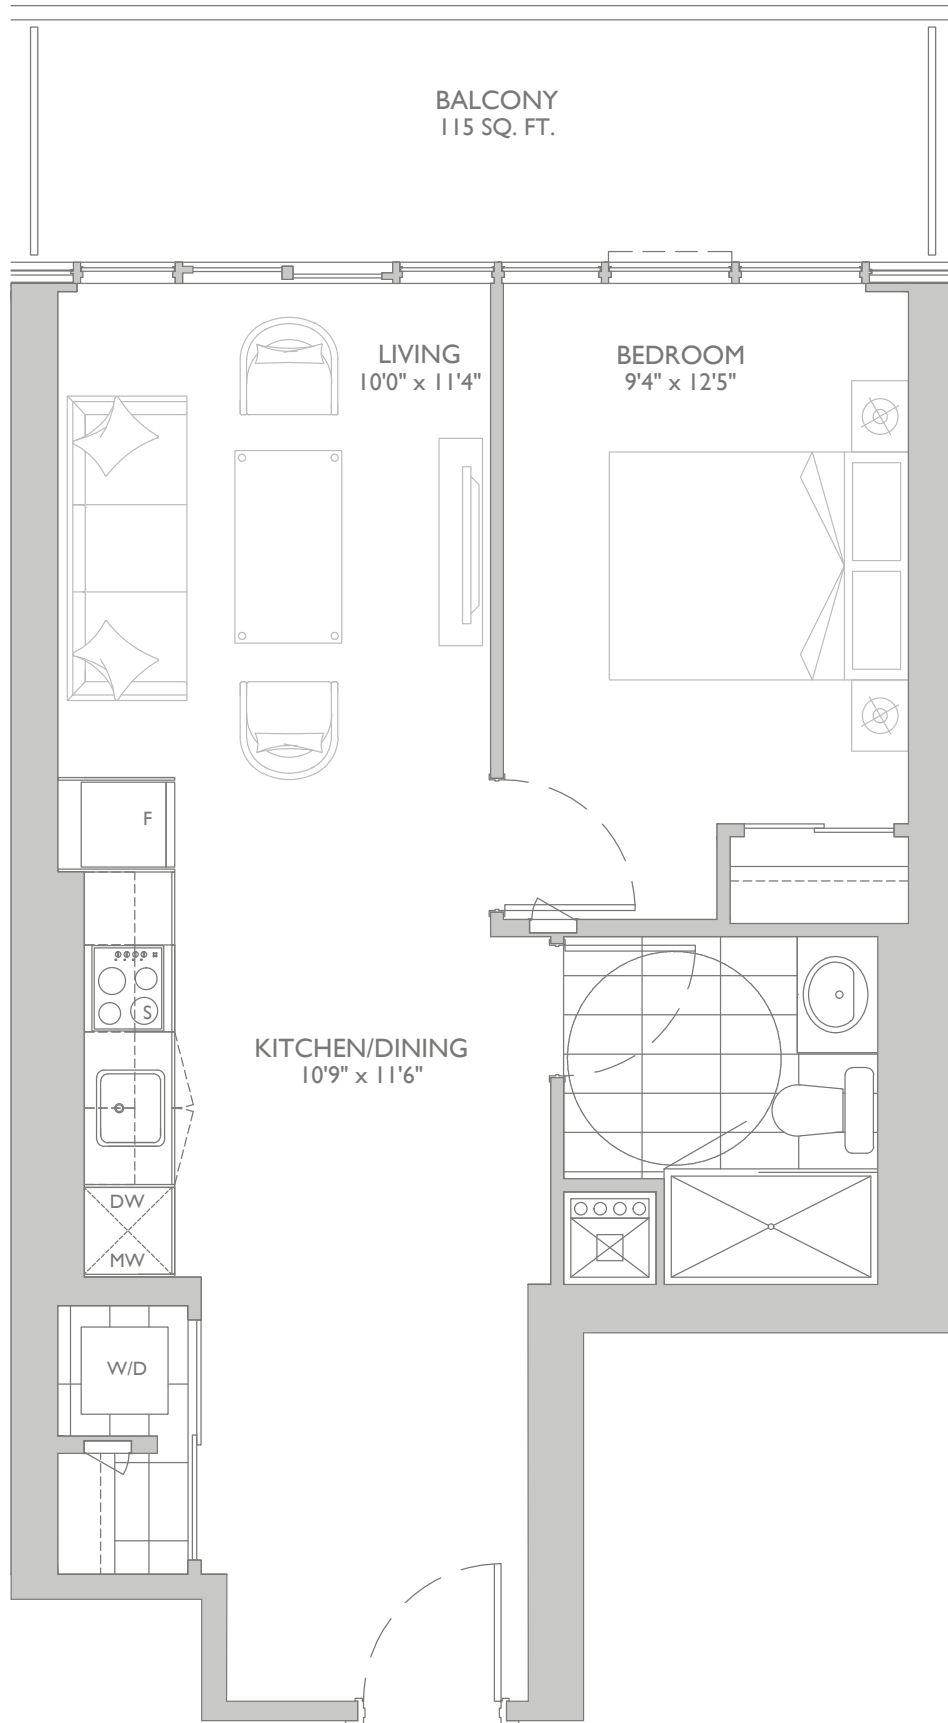 BALCONY
115 SQ. FT.
LIVING
10'0" x 11'4"
BEDROOM
9'4" x 12'5"
F
S
KITCHEN/DINING
10'9" x 11'6"
DW
MW
W/D